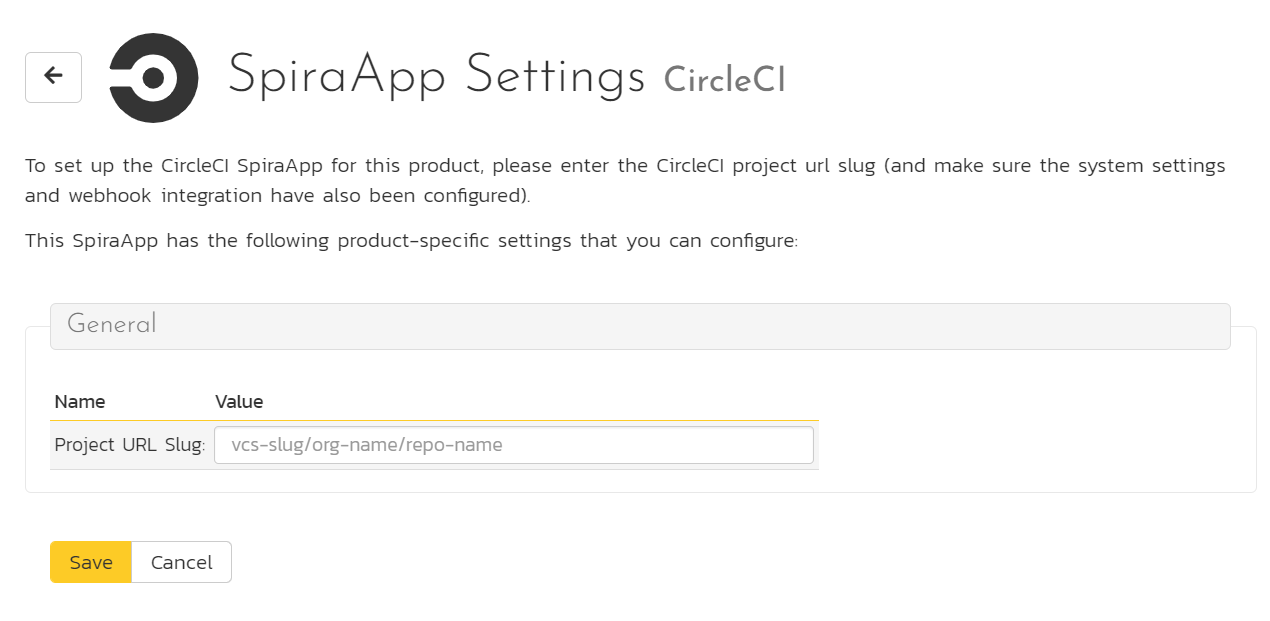 SpiraApp Settings CircleCI
To set up the CircleCI SpiraApp for this product, please enter the CircleCI project url slug (and make sure the system settings
and webhook integration have also been configured).
This SpiraApp has the following product-specific settings that you can configure:
General
Name Value
Project URL Slug: vcs-slug/org-name/repo-name
Save Cancel